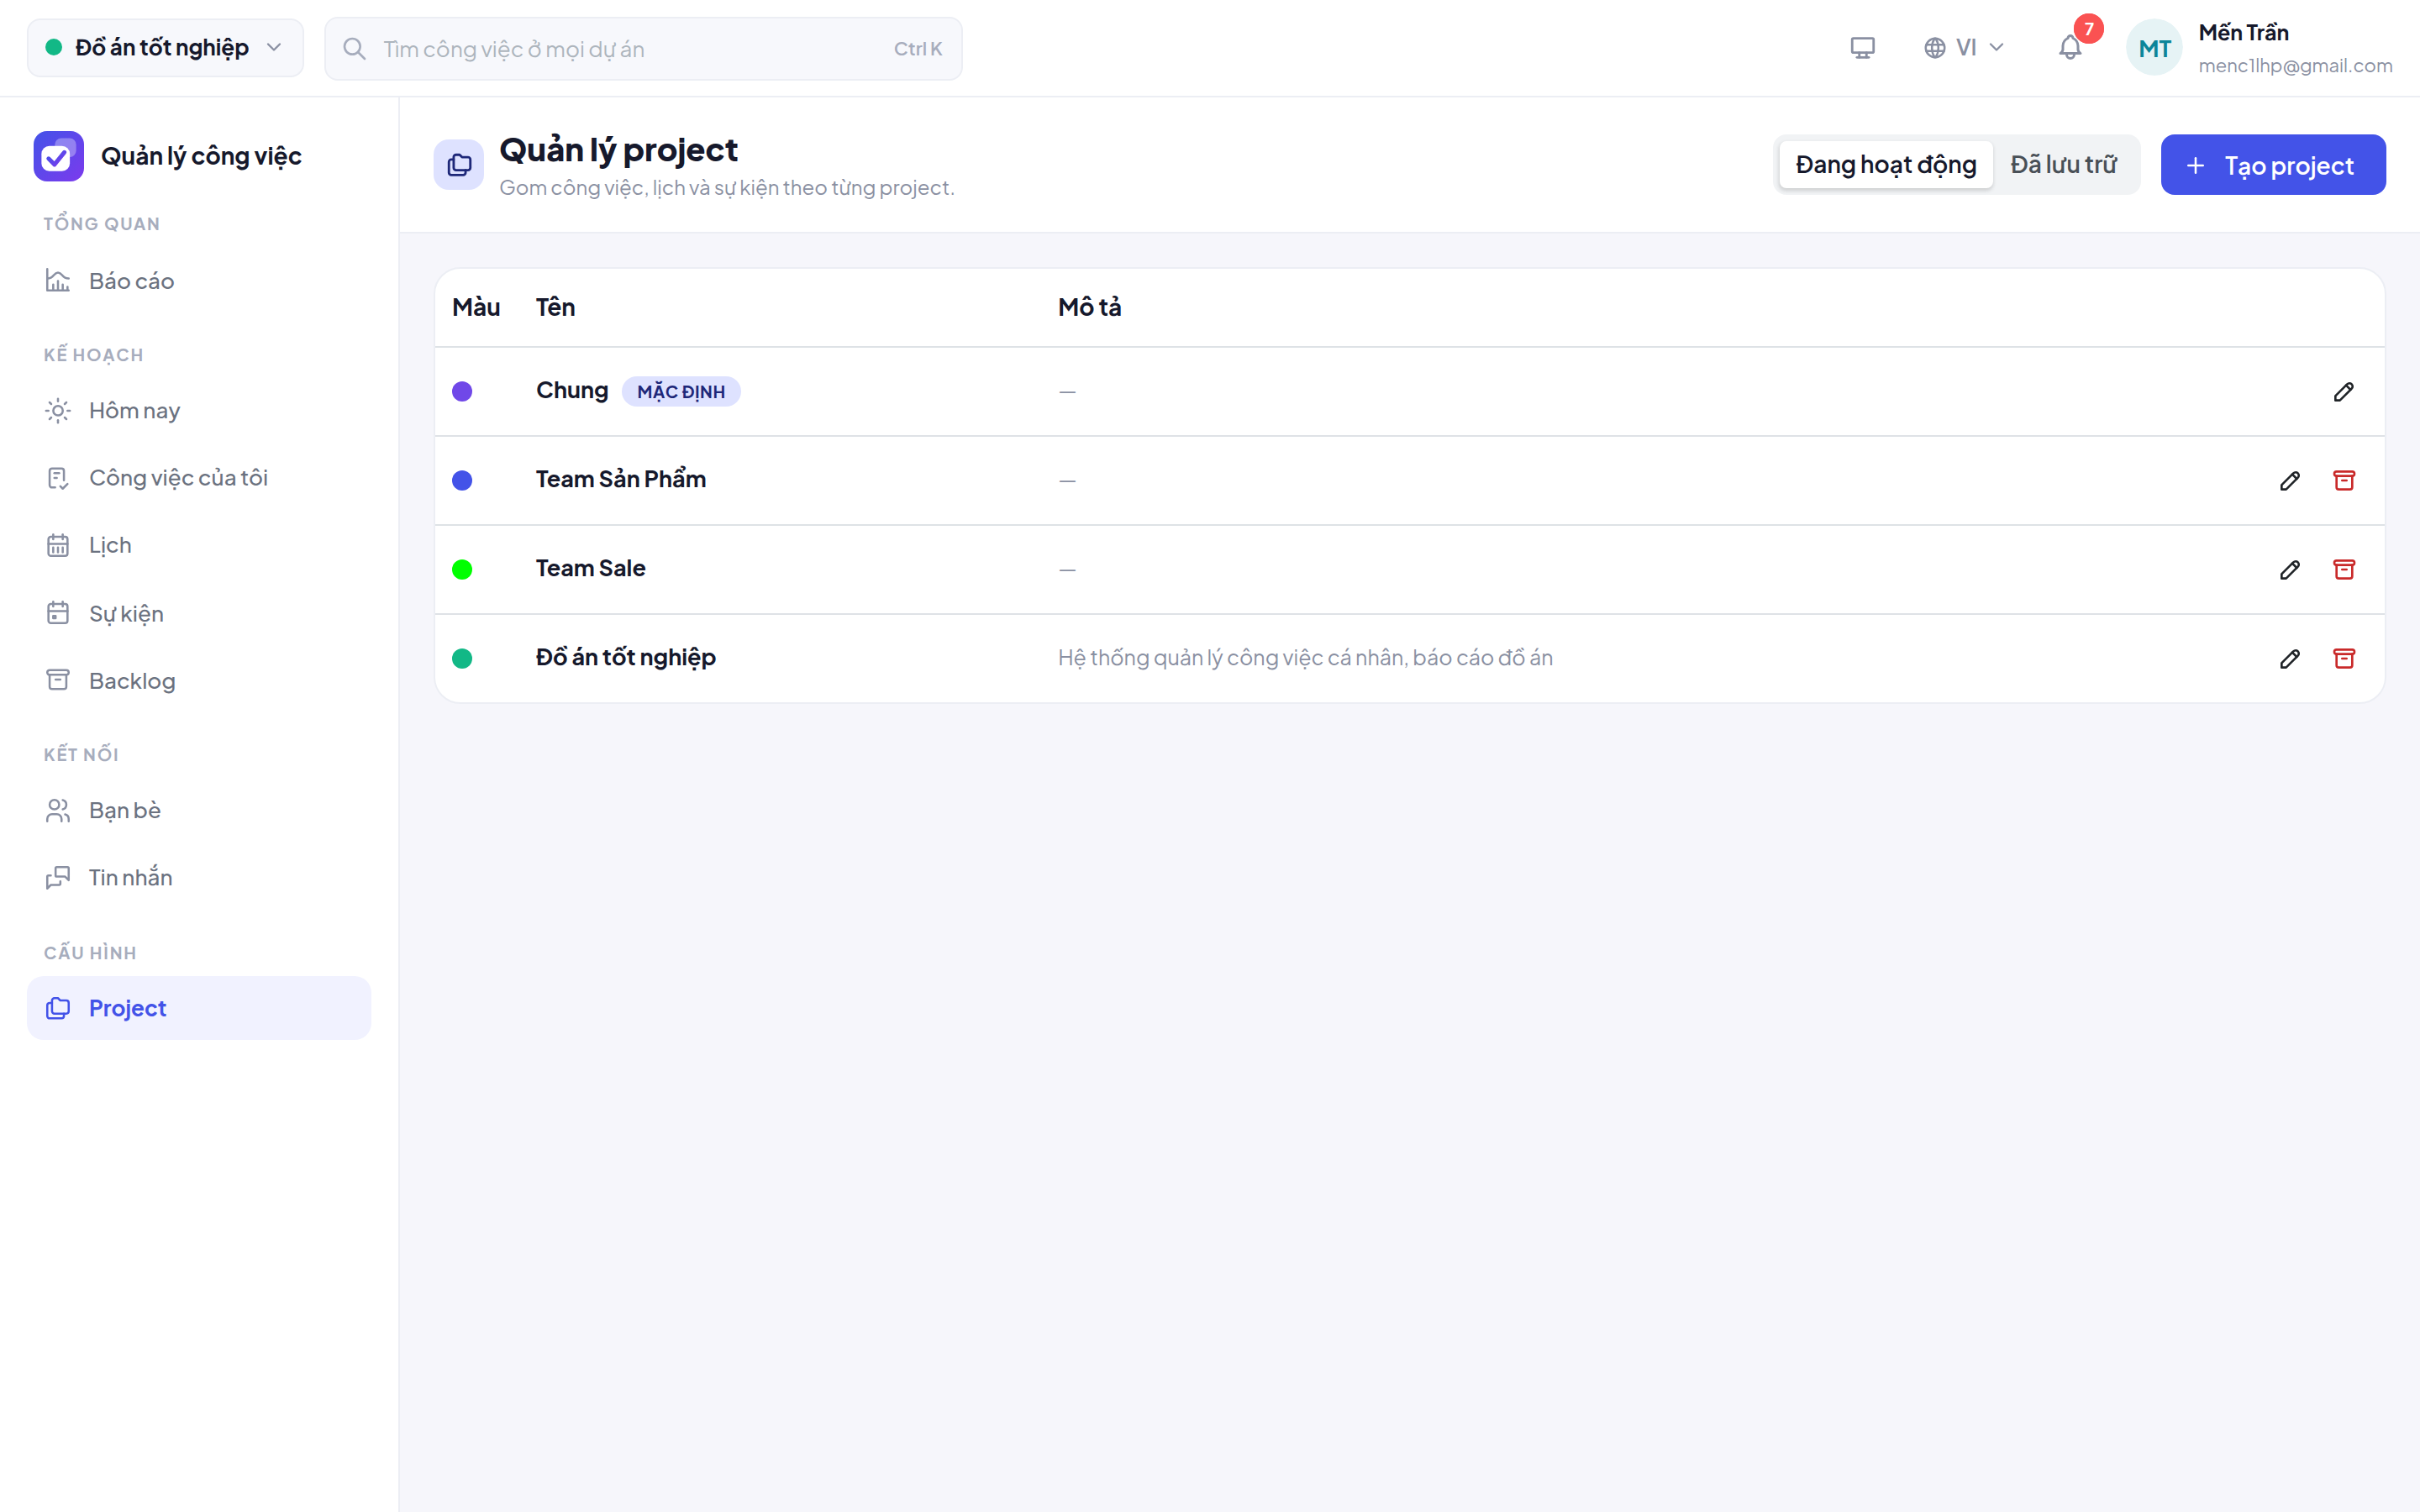 Đồ án tốt nghiệp
Tìm công việc ở mọi dự án
Ctrl K
VI
7
MT
Mến Trần
menc1lhp@gmail.com
Quản lý công việc
TỔNG QUAN
Báo cáo
KẾ HOẠCH
Hôm nay
Công việc của tôi
Lịch
Sự kiện
Backlog
KẾT NỐI
Bạn bè
Tin nhắn
CẤU HÌNH
Project
Quản lý project
Gom công việc, lịch và sự kiện theo từng project.
Đang hoạt động
Đã lưu trữ
+ Tạo project
Màu Tên Mô tả
Chung MẶC ĐỊNH —
Team Sản Phẩm —
Team Sale —
Đồ án tốt nghiệp Hệ thống quản lý công việc cá nhân, báo cáo đồ án